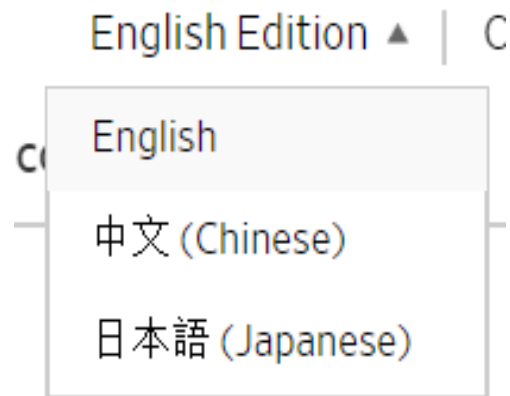 English Edition ▲ |
English
中文 (Chinese)
日本語 (Japanese)